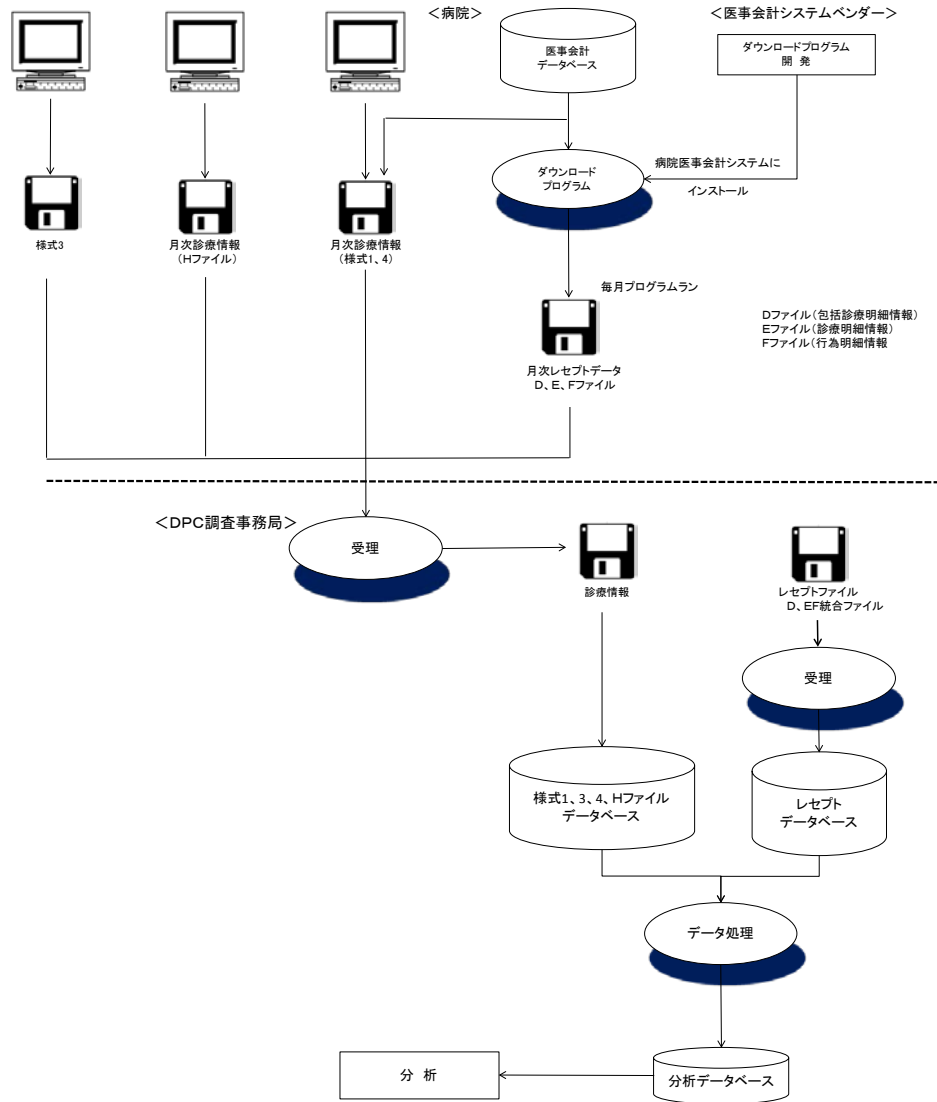 ＜病院＞
＜医事会計システムベンダー＞
医事会計
データベース
ダウンロードプログラム
開 発
ダウンロード
プログラム
病院医事会計システムに
インストール
様式3
月次診療情報
（Hファイル）
月次診療情報
（様式1、4）
毎月プログラムラン
Dファイル（包括診療明細情報）
Eファイル（診療明細情報）
Fファイル（行為明細情報
月次レセプトデータ
D、E、Fファイル
＜DPC調査事務局＞
受理
診療情報
レセプトファイル
D、EF統合ファイル
受理
様式1、3、4、Hファイル
データベース
レセプト
データベース
データ処理
分 析
分析データベース